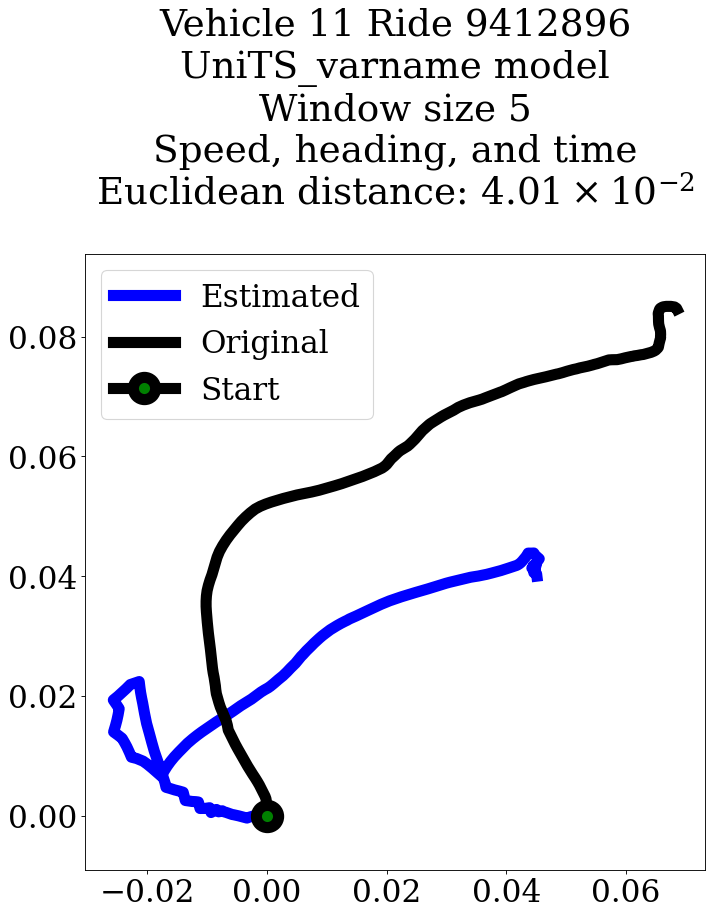 Vehicle 11 Ride 9412896
UniTS_varname model
Window size 5
Speed, heading, and time
Euclidean distance: 4.01 × 10⁻²
Estimated
Original
Start
0.08
0.06
0.04
0.02
0.00
−0.02 0.00 0.02 0.04 0.06